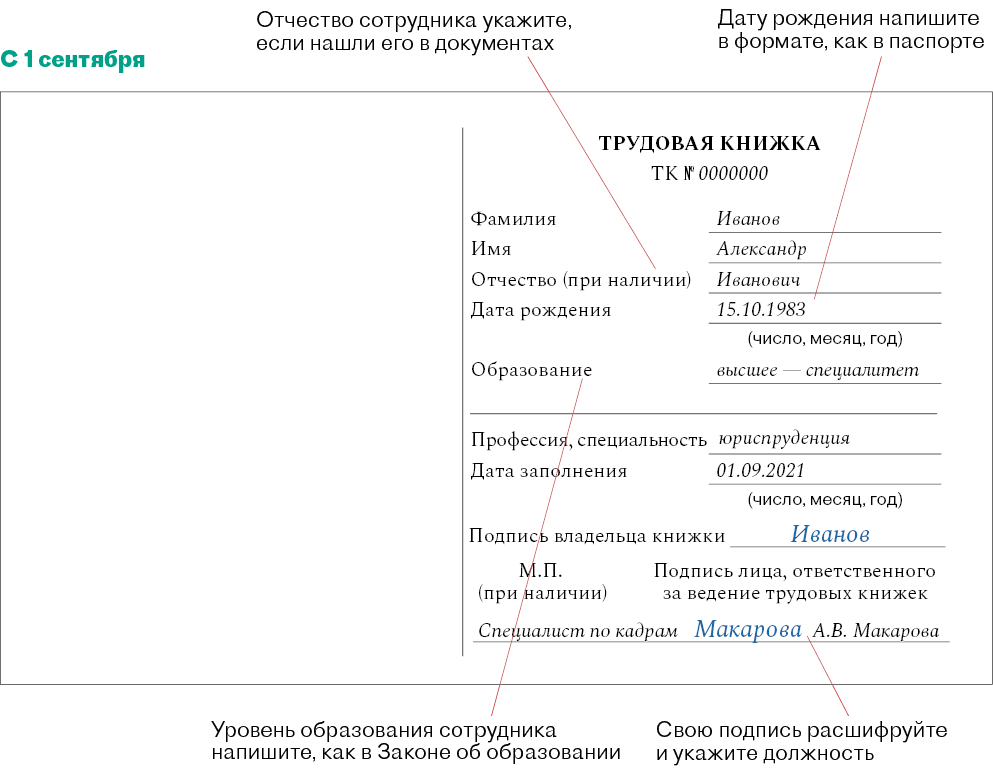 Отчество сотрудника укажите,
если нашли его в документах
Дату рождения напишите
в формате, как в паспорте
С 1 сентября
ТРУДОВАЯ КНИЖКА
ТК № 0000000
Фамилия Иванов
Имя Александр
Отчество (при наличии) Иванович
Дата рождения 15.10.1983
(число, месяц, год)
Образование высшее — специалитет
Профессия, специальность юриспруденция
Дата заполнения 01.09.2021
(число, месяц, год)
Подпись владельца книжки Иванов
М.П.
(при наличии)
Подпись лица, ответственного
за ведение трудовых книжек
Специалист по кадрам Макарова А.В. Макарова
Уровень образования сотрудника
напишите, как в Законе об образовании
Свою подпись расшифруйте
и укажите должность